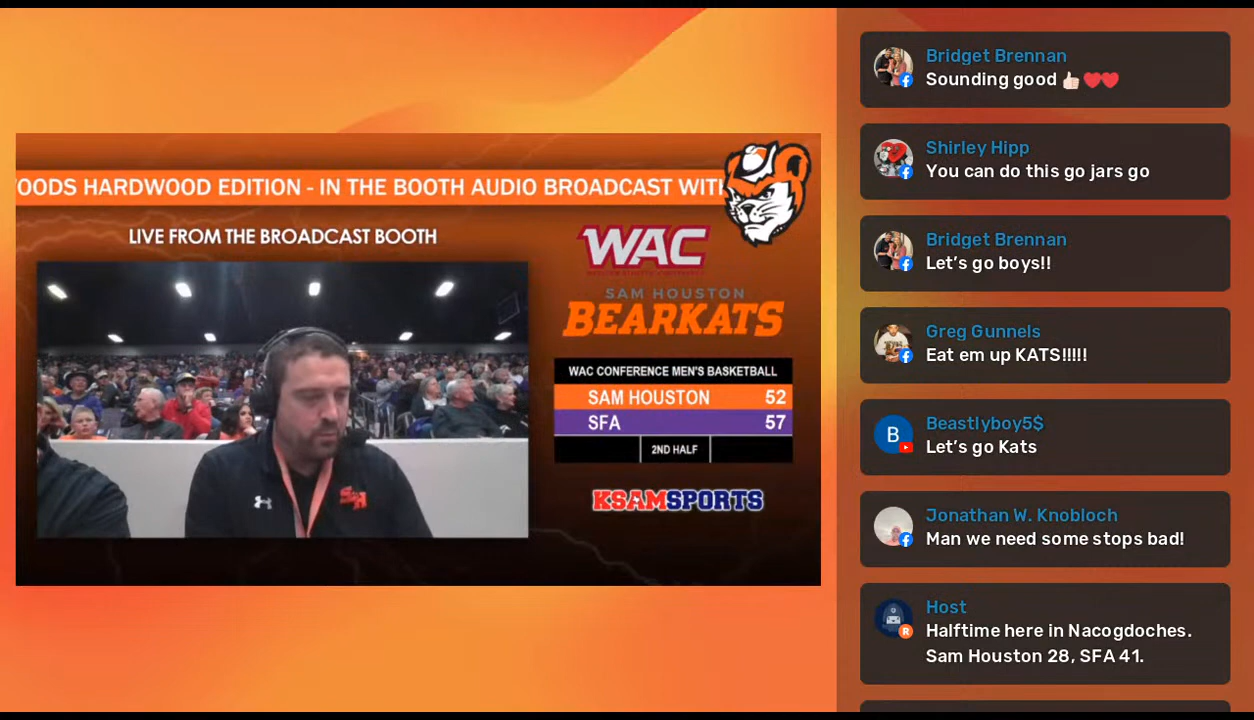 OODS HARDWOOD EDITION - IN THE BOOTH AUDIO BROADCAST WITH
LIVE FROM THE BROADCAST BOOTH
WAC
SAM HOUSTON
BEARKATS
WAC CONFERENCE MEN'S BASKETBALL
SAM HOUSTON 52
SFA 57
2ND HALF
KSAMSPORTS
SH
Bridget Brennan
Sounding good 👍🏻❤️❤️
Shirley Hipp
You can do this go jars go
Bridget Brennan
Let’s go boys!!
Greg Gunnels
Eat em up KATS!!!!!
B
Beastlyboy5$
Let’s go Kats
Jonathan W. Knobloch
Man we need some stops bad!
Host
R
Halftime here in Nacogdoches.
Sam Houston 28, SFA 41.